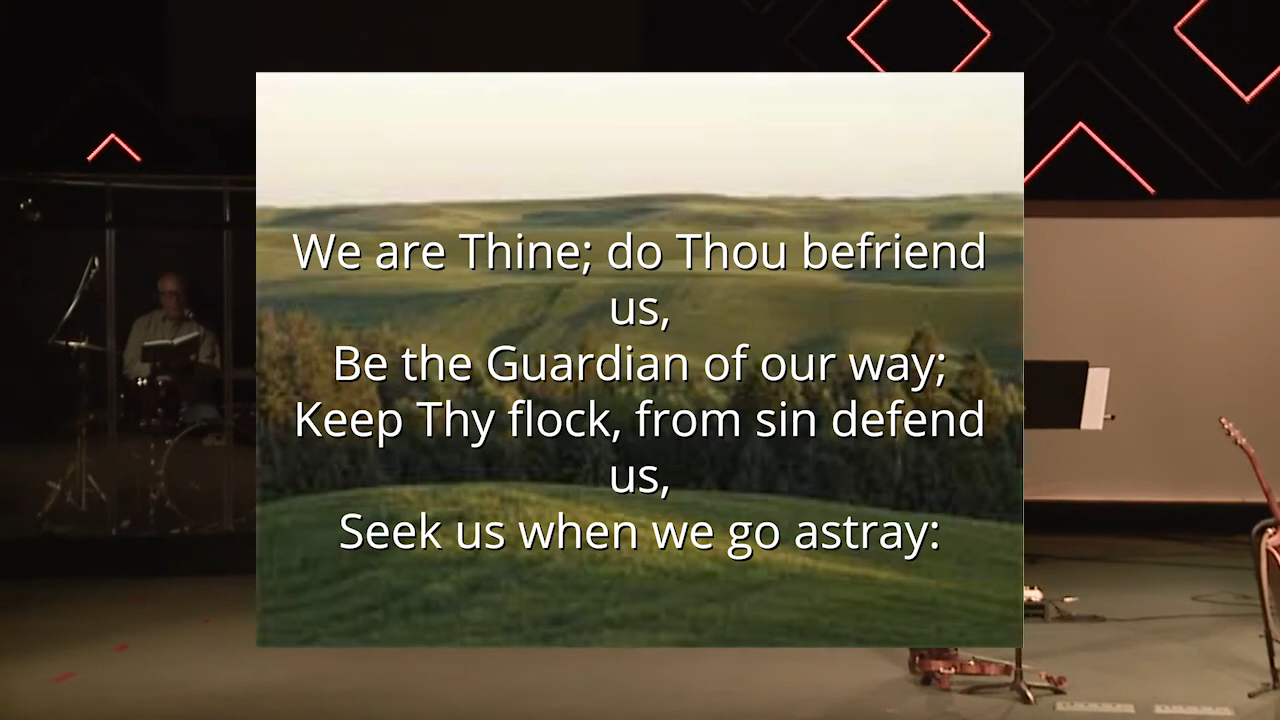 We are Thine; do Thou befriend
us,
Be the Guardian of our way;
Keep Thy flock, from sin defend
us,
Seek us when we go astray: